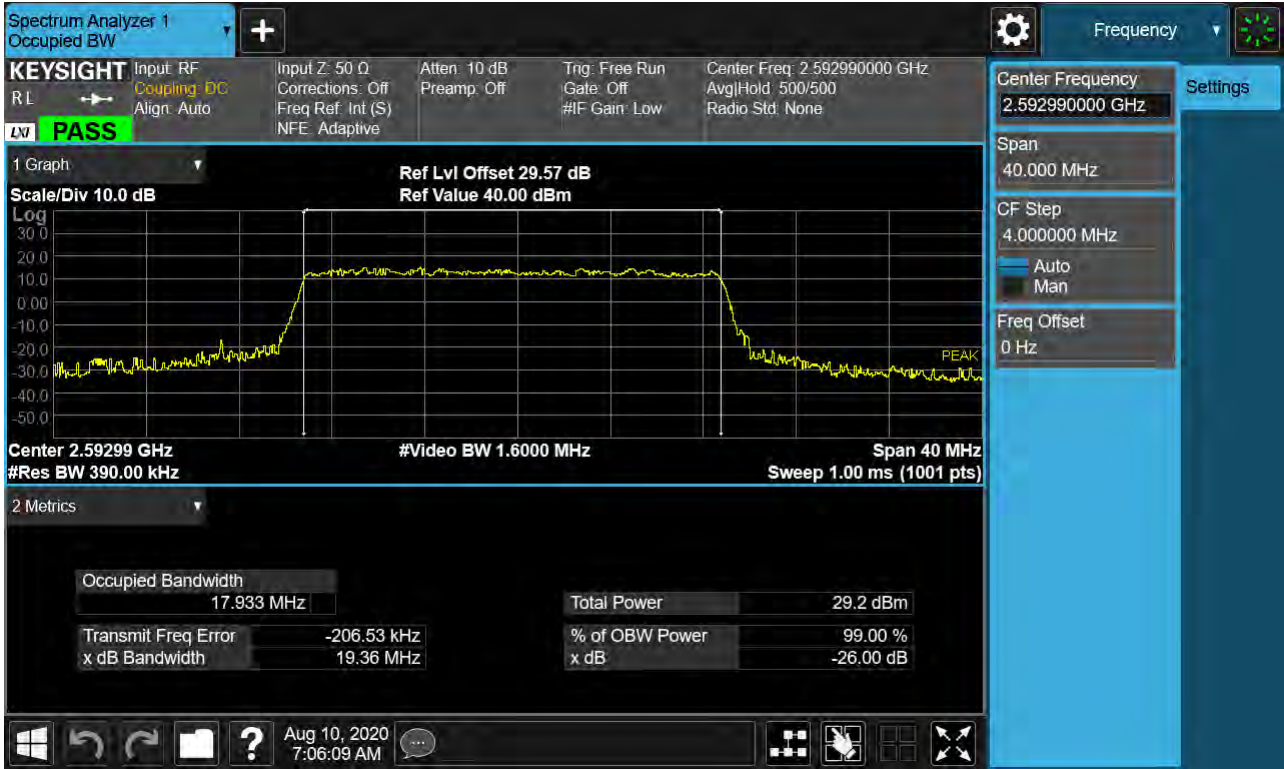 Spectrum Analyzer 1
Occupied BW
Frequency
KEYSIGHT
RL
LXI
PASS
Input: RF
Coupling: DC
Align: Auto
Input Z: 50 Ω
Corrections: Off
Freq Ref: Int (S)
NFE: Adaptive
Atten: 10 dB
Preamp: Off
Trig: Free Run
Gate: Off
#IF Gain: Low
Center Freq: 2.592990000 GHz
Avg|Hold: 500/500
Radio Std: None
Center Frequency
2.592990000 GHz
Settings
Span
40.000 MHz
CF Step
4.000000 MHz
Auto
Man
Freq Offset
0 Hz
1 Graph
Scale/Div 10.0 dB
Ref Lvl Offset 29.57 dB
Ref Value 40.00 dBm
Log
30.0
20.0
10.0
0.00
-10.0
-20.0
-30.0
-40.0
-50.0
PEAK
Center 2.59299 GHz
#Video BW 1.6000 MHz
Span 40 MHz
#Res BW 390.00 kHz
Sweep 1.00 ms (1001 pts)
2 Metrics
Occupied Bandwidth
17.933 MHz
Total Power 29.2 dBm
Transmit Freq Error -206.53 kHz
% of OBW Power 99.00 %
x dB Bandwidth 19.36 MHz
x dB -26.00 dB
?
Aug 10, 2020
7:06:09 AM